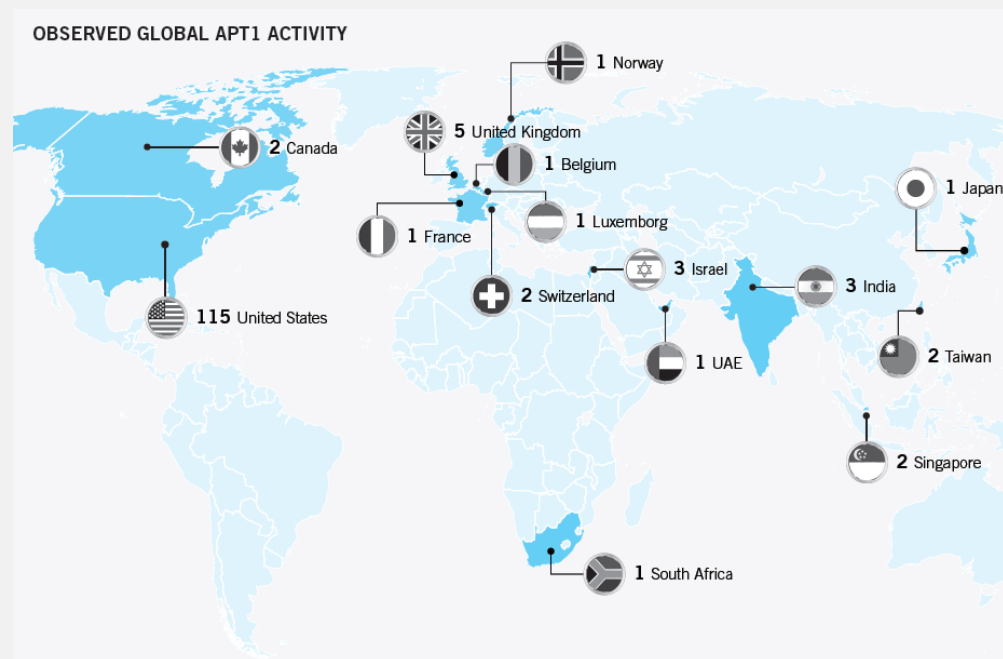 OBSERVED GLOBAL APT1 ACTIVITY
1 Norway
5 United Kingdom
2 Canada
1 Belgium
1 Japan
1 Luxemborg
1 France
3 Israel
3 India
2 Switzerland
115 United States
2 Taiwan
1 UAE
2 Singapore
1 South Africa